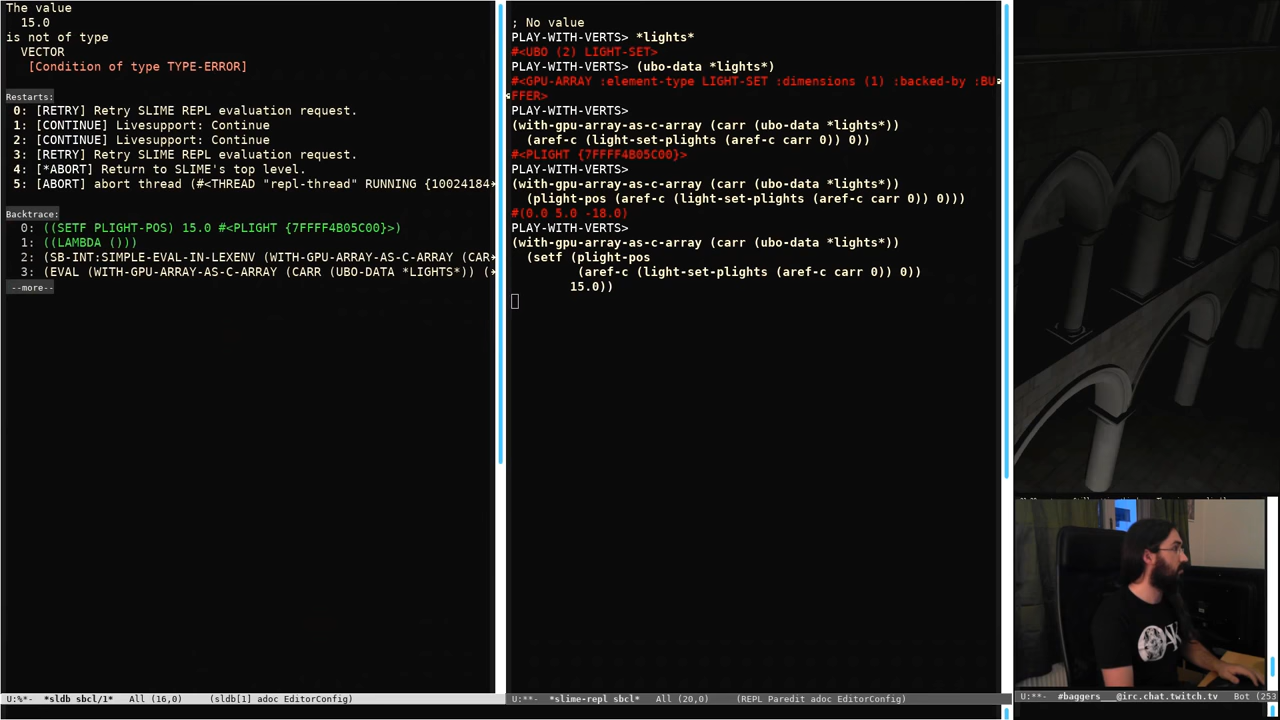 The value
15.0
is not of type
VECTOR
[Condition of type TYPE-ERROR]
Restarts:
0: [RETRY] Retry SLIME REPL evaluation request.
1: [CONTINUE] Livesupport: Continue
2: [CONTINUE] Livesupport: Continue
3: [RETRY] Retry SLIME REPL evaluation request.
4: [*ABORT] Return to SLIME's top level.
5: [ABORT] abort thread (#<THREAD "repl-thread" RUNNING {10024184
Backtrace:
0: ((SETF PLIGHT-POS) 15.0 #<PLIGHT {7FFFF4B05C00}>)
1: ((LAMBDA ()))
2: (SB-INT:SIMPLE-EVAL-IN-LEXENV (WITH-GPU-ARRAY-AS-C-ARRAY (CAR
3: (EVAL (WITH-GPU-ARRAY-AS-C-ARRAY (CARR (UBO-DATA *LIGHTS*)) (
--more--
U:%*- *sldb sbcl/1* All (16,0) (sldb[1] adoc EditorConfig)
; No value
PLAY-WITH-VERTS> *lights*
#<UBO (2) LIGHT-SET>
PLAY-WITH-VERTS> (ubo-data *lights*)
#<GPU-ARRAY :element-type LIGHT-SET :dimensions (1) :backed-by :BU
FFER>
PLAY-WITH-VERTS>
(with-gpu-array-as-c-array (carr (ubo-data *lights*))
(aref-c (light-set-plights (aref-c carr 0)) 0))
#<PLIGHT {7FFFF4B05C00}>
PLAY-WITH-VERTS>
(with-gpu-array-as-c-array (carr (ubo-data *lights*))
(plight-pos (aref-c (light-set-plights (aref-c carr 0)) 0)))
#(0.0 5.0 -18.0)
PLAY-WITH-VERTS>
(with-gpu-array-as-c-array (carr (ubo-data *lights*))
(setf (plight-pos
(aref-c (light-set-plights (aref-c carr 0)) 0))
15.0))
U:**- *slime-repl sbcl* All (20,0) (REPL Paredit adoc EditorConfig)
U:**- #baggers___@irc.chat.twitch.tv Bot (253